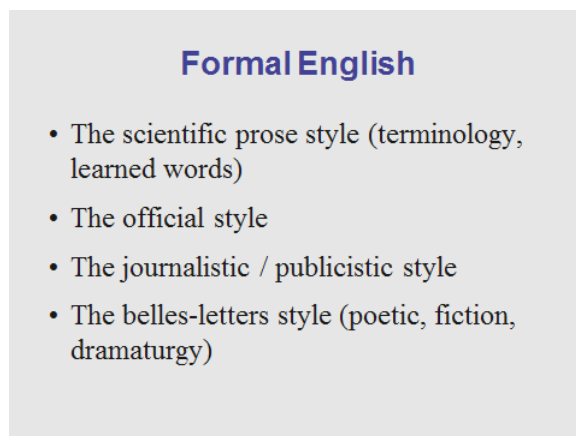 Formal English
• The scientific prose style (terminology,
learned words)
• The official style
• The journalistic / publicistic style
• The belles-letters style (poetic, fiction,
dramaturgy)